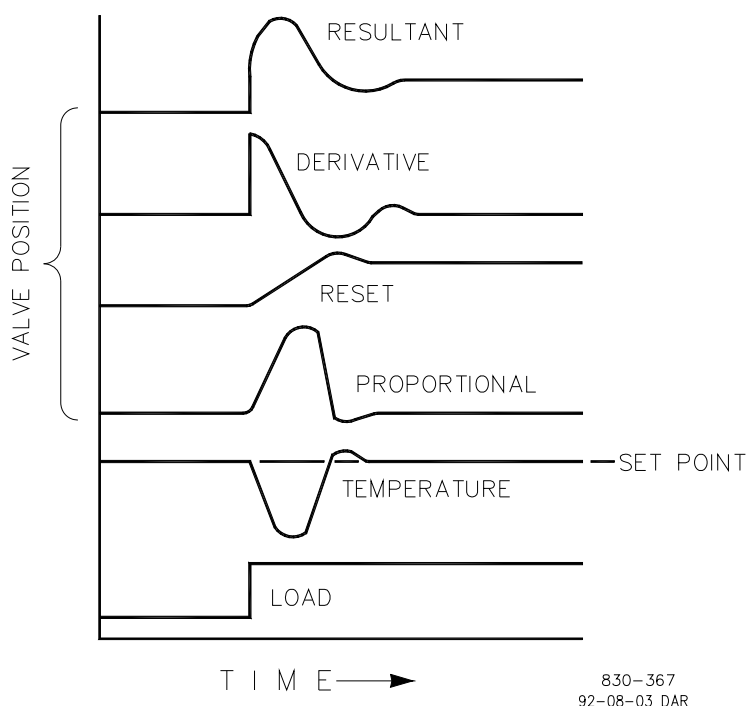 RESULTANT
DERIVATIVE
VALVE POSITION
RESET
PROPORTIONAL
SET POINT
TEMPERATURE
LOAD
TIME
830-367
92-08-03 DAR